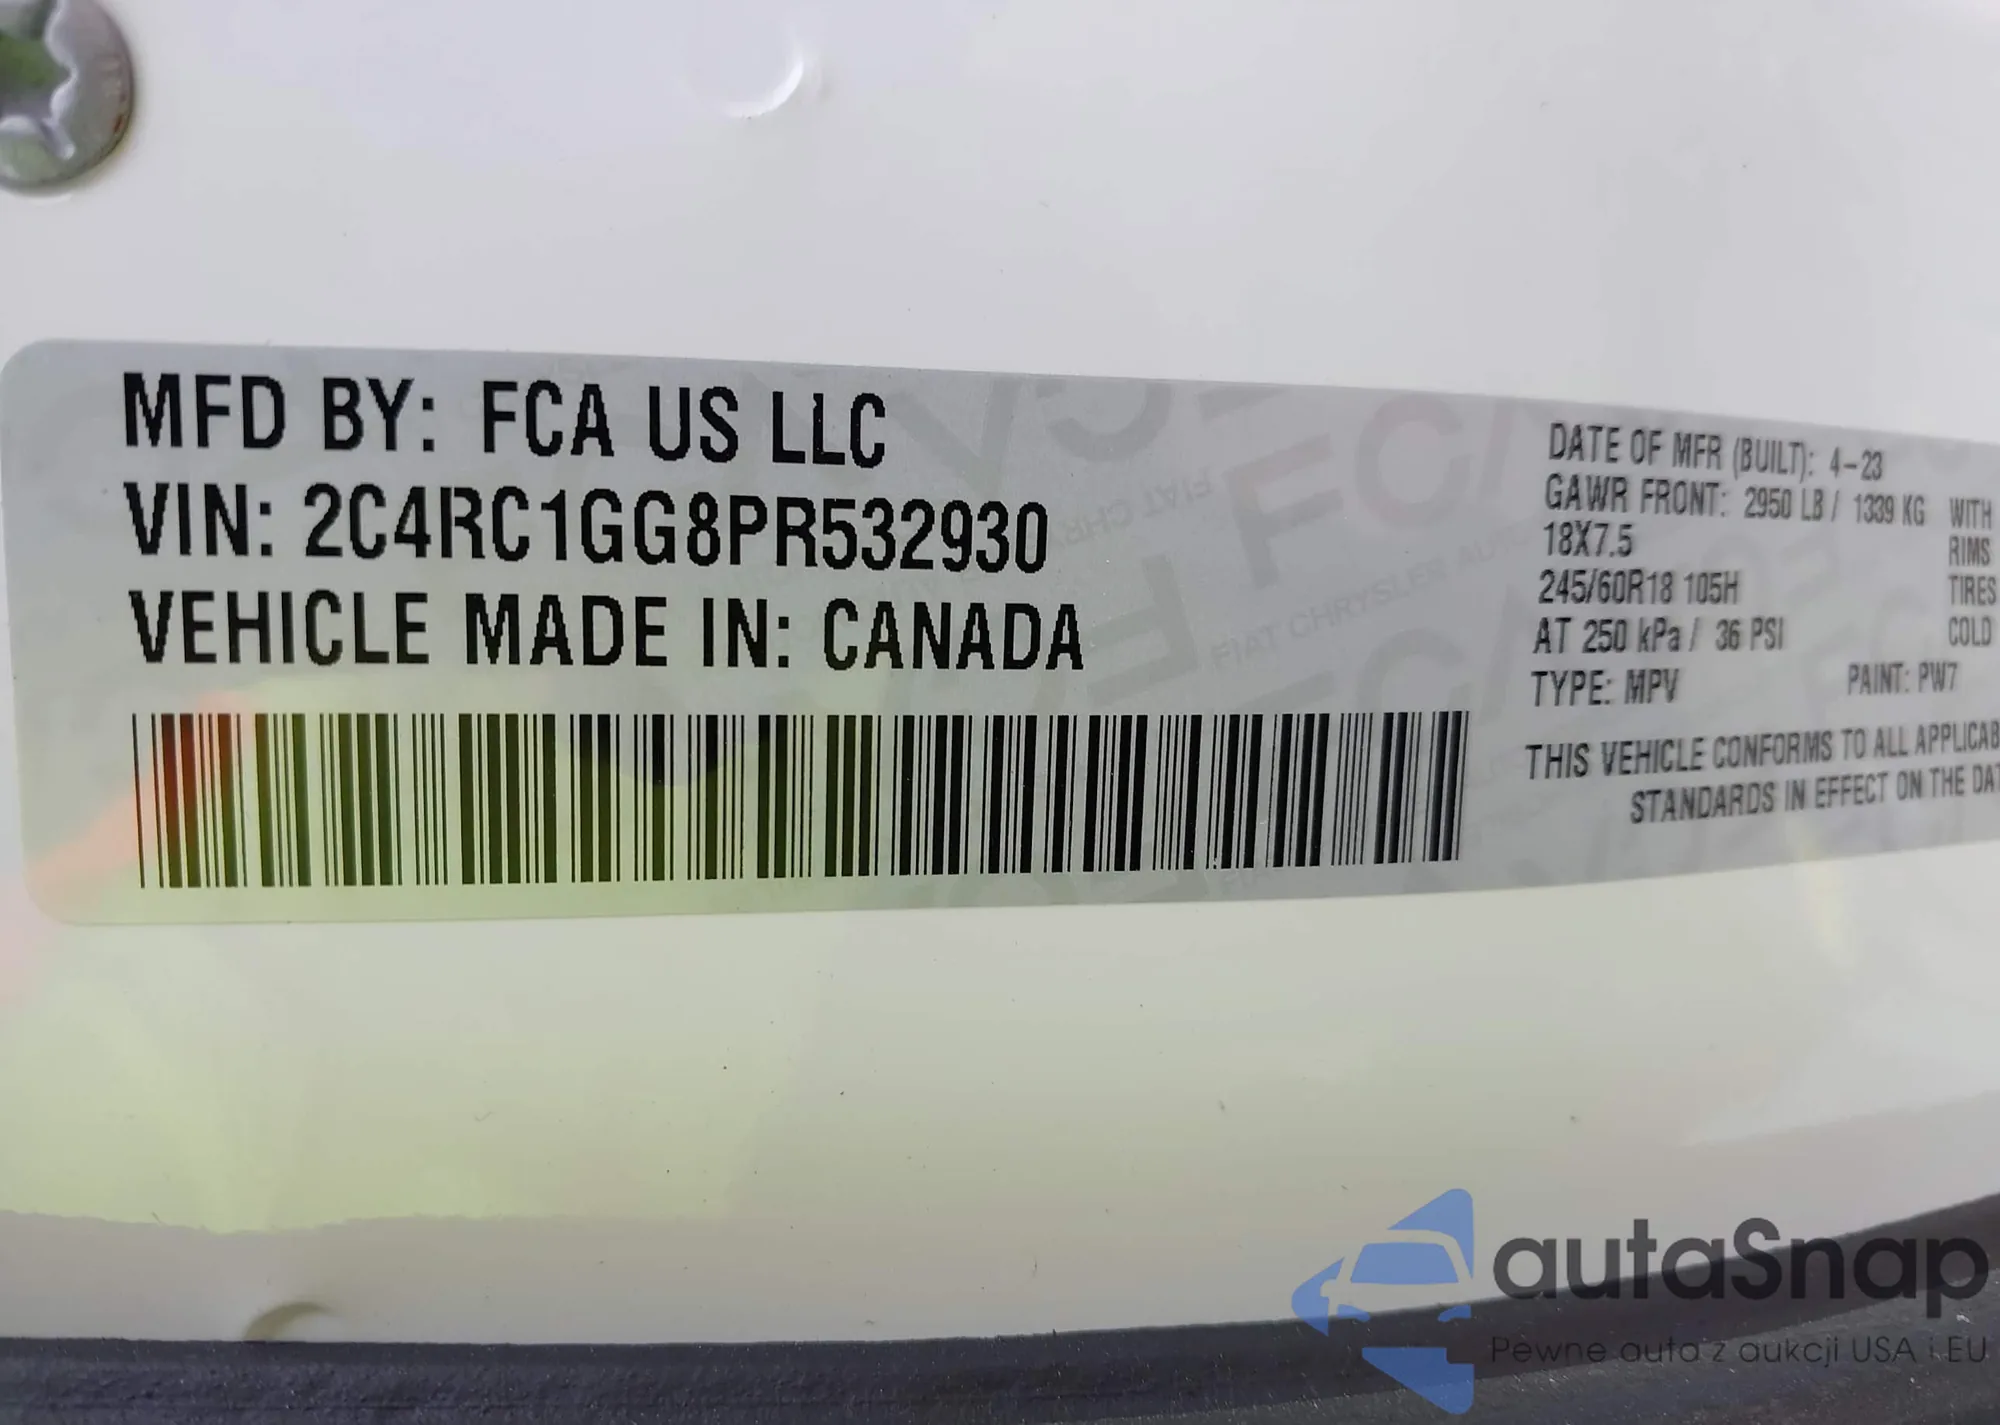 MFD BY: FCA US LLC
VIN: 2C4RC1GG8PR532930
VEHICLE MADE IN: CANADA
DATE OF MFR (BUILT): 4-23
GAWR FRONT: 2950 LB / 1339 KG WITH
18X7.5 RIMS
245/60R18 105H TIRES
AT 250 kPa / 36 PSI COLD
TYPE: MPV PAINT: PW7
THIS VEHICLE CONFORMS TO ALL APPLICAB
STANDARDS IN EFFECT ON THE DAT
FIAT CHRYSLER AUTO
autaSnap
Pewne auta z aukcji USA i EU